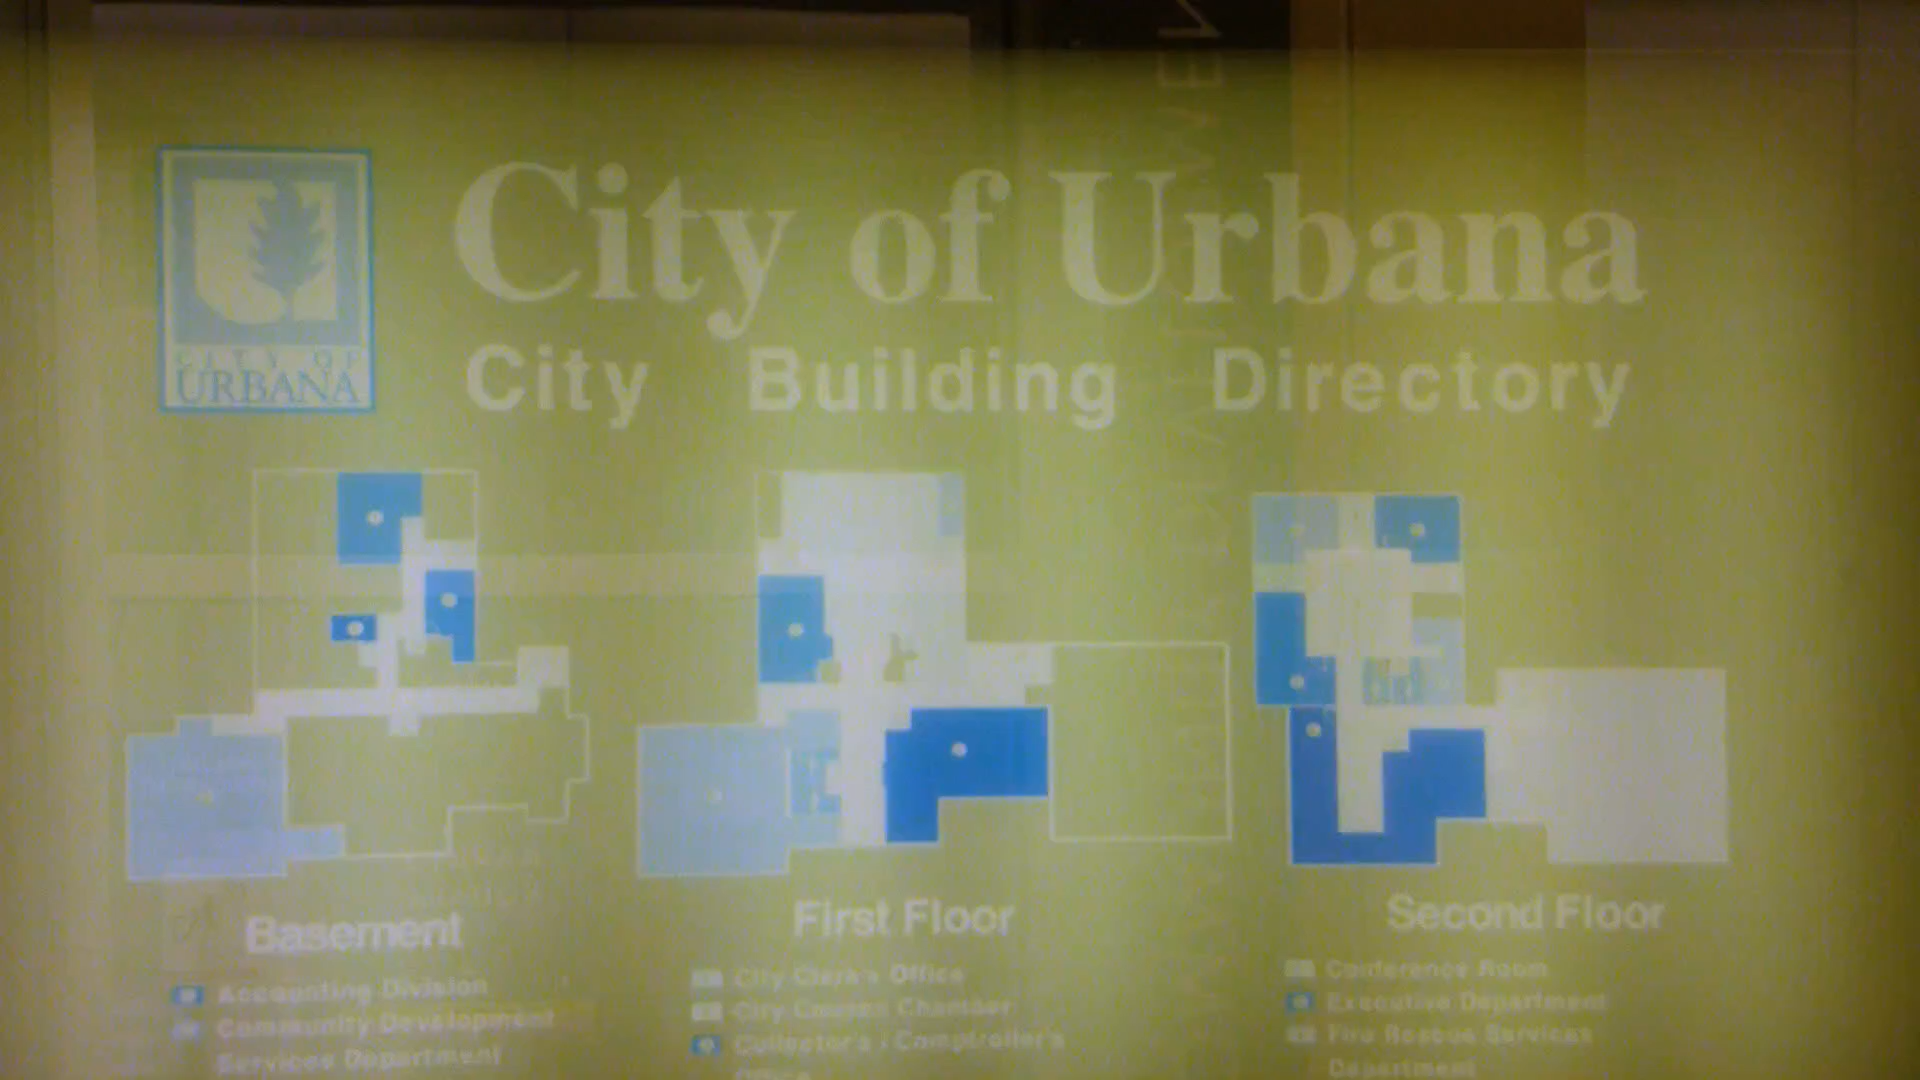 City of Urbana
CITY OF
URBANA
City Building Directory
Basement
Accounting Division
Community Development
Services Department
First Floor
City Clerk's Office
City Council Chamber
Collector's / Comptroller's
Office
Second Floor
Conference Room
Executive Department
Fire Rescue Services
Department